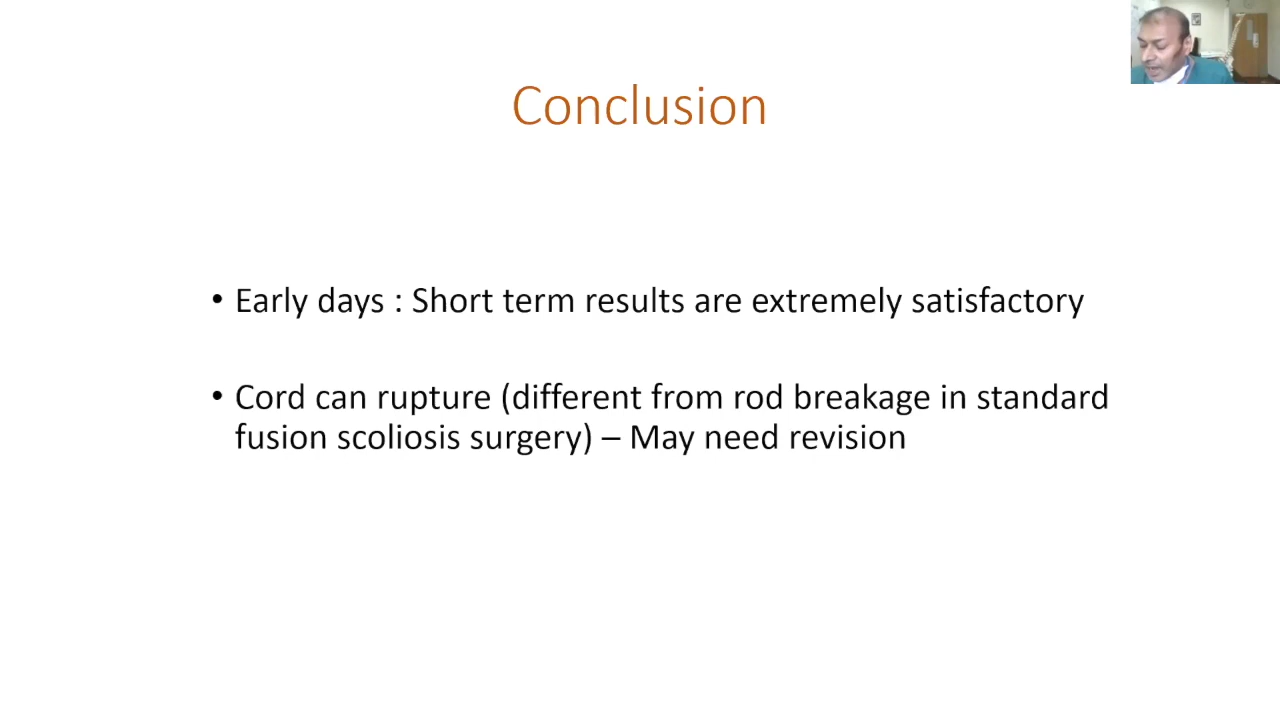 Conclusion
• Early days : Short term results are extremely satisfactory
• Cord can rupture (different from rod breakage in standard
fusion scoliosis surgery) – May need revision